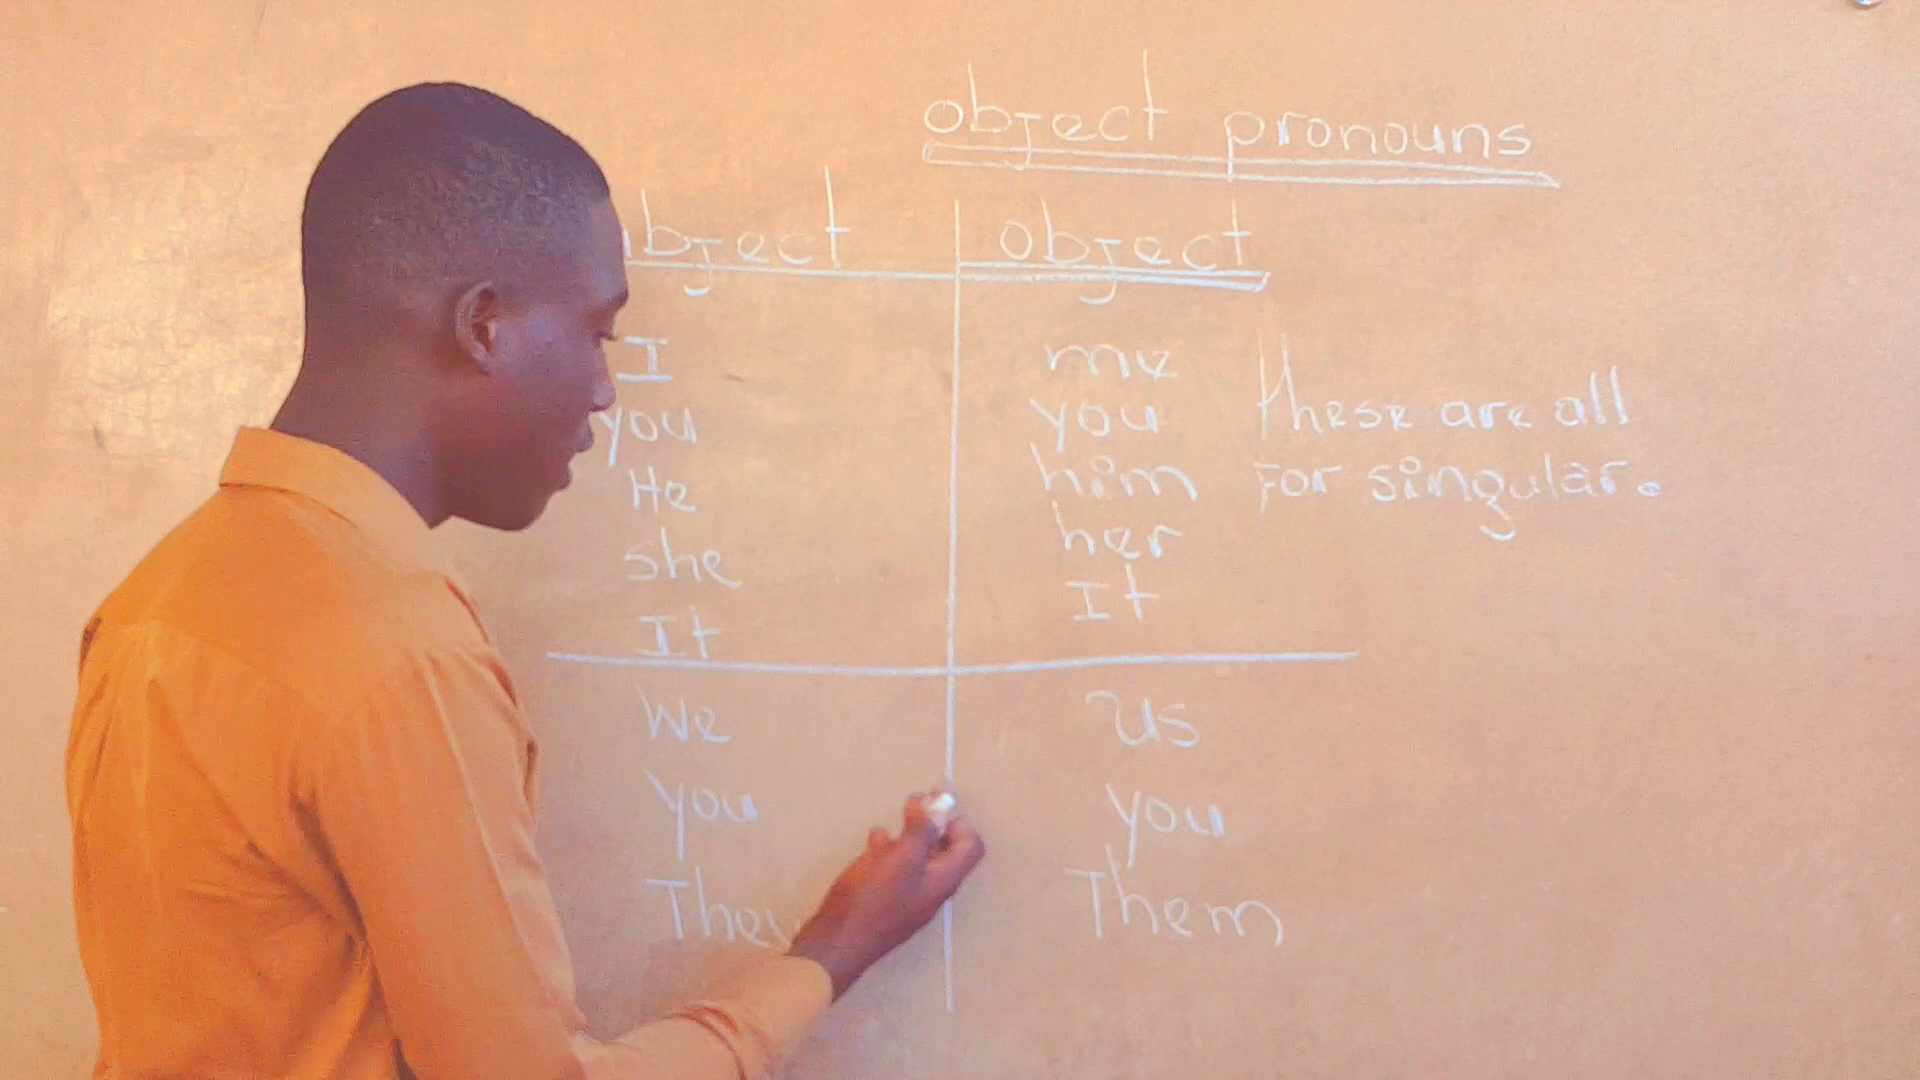 object pronouns
bject object
I me
you you
He him
she her
It It
These are all
For singular.
We Us
you you
They Them